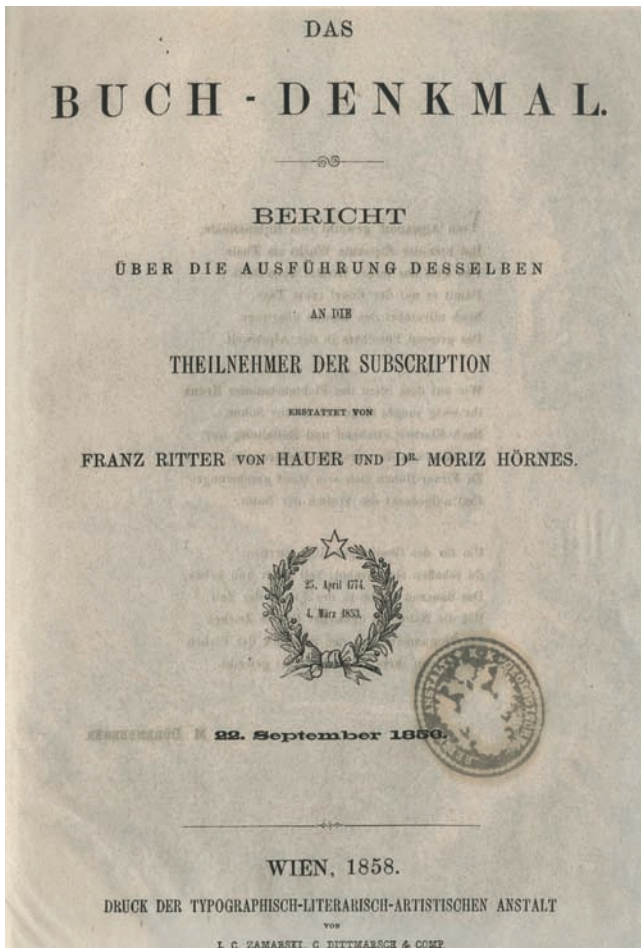 DAS
BUCH-DENKMAL.
BERICHT
ÜBER DIE AUSFÜHRUNG DESSELBEN
AN DIE
THEILNEHMER DER SUBSCRIPTION
ERSTATTET VON
FRANZ RITTER VON HAUER UND DR. MORIZ HÖRNES.
25. April 1774.
4. März 1853.
22. September 1856.
WIEN, 1858.
DRUCK DER TYPOGRAPHISCH-LITERARISCH-ARTISTISCHEN ANSTALT
VON
L. C. ZAMARSKI, C. DITTMARSCH & COMP.